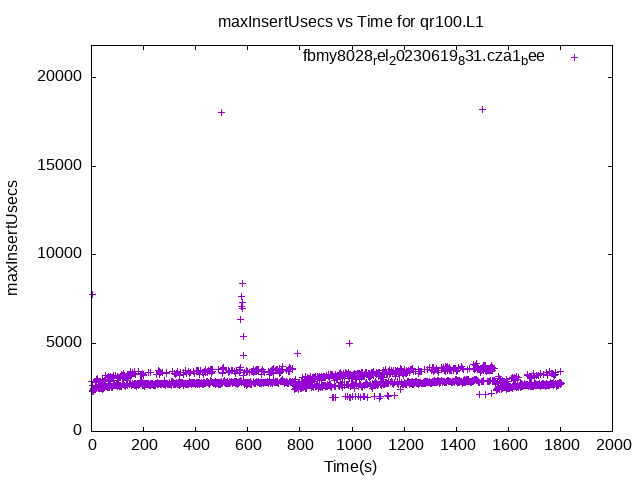 maxInsertUsecs vs Time for qr100.L1
fbmy8028rel20230619831.cza1bee
20000
15000
10000
5000
0
maxInsertUsecs
0 200 400 600 800 1000 1200 1400 1600 1800 2000
Time(s)